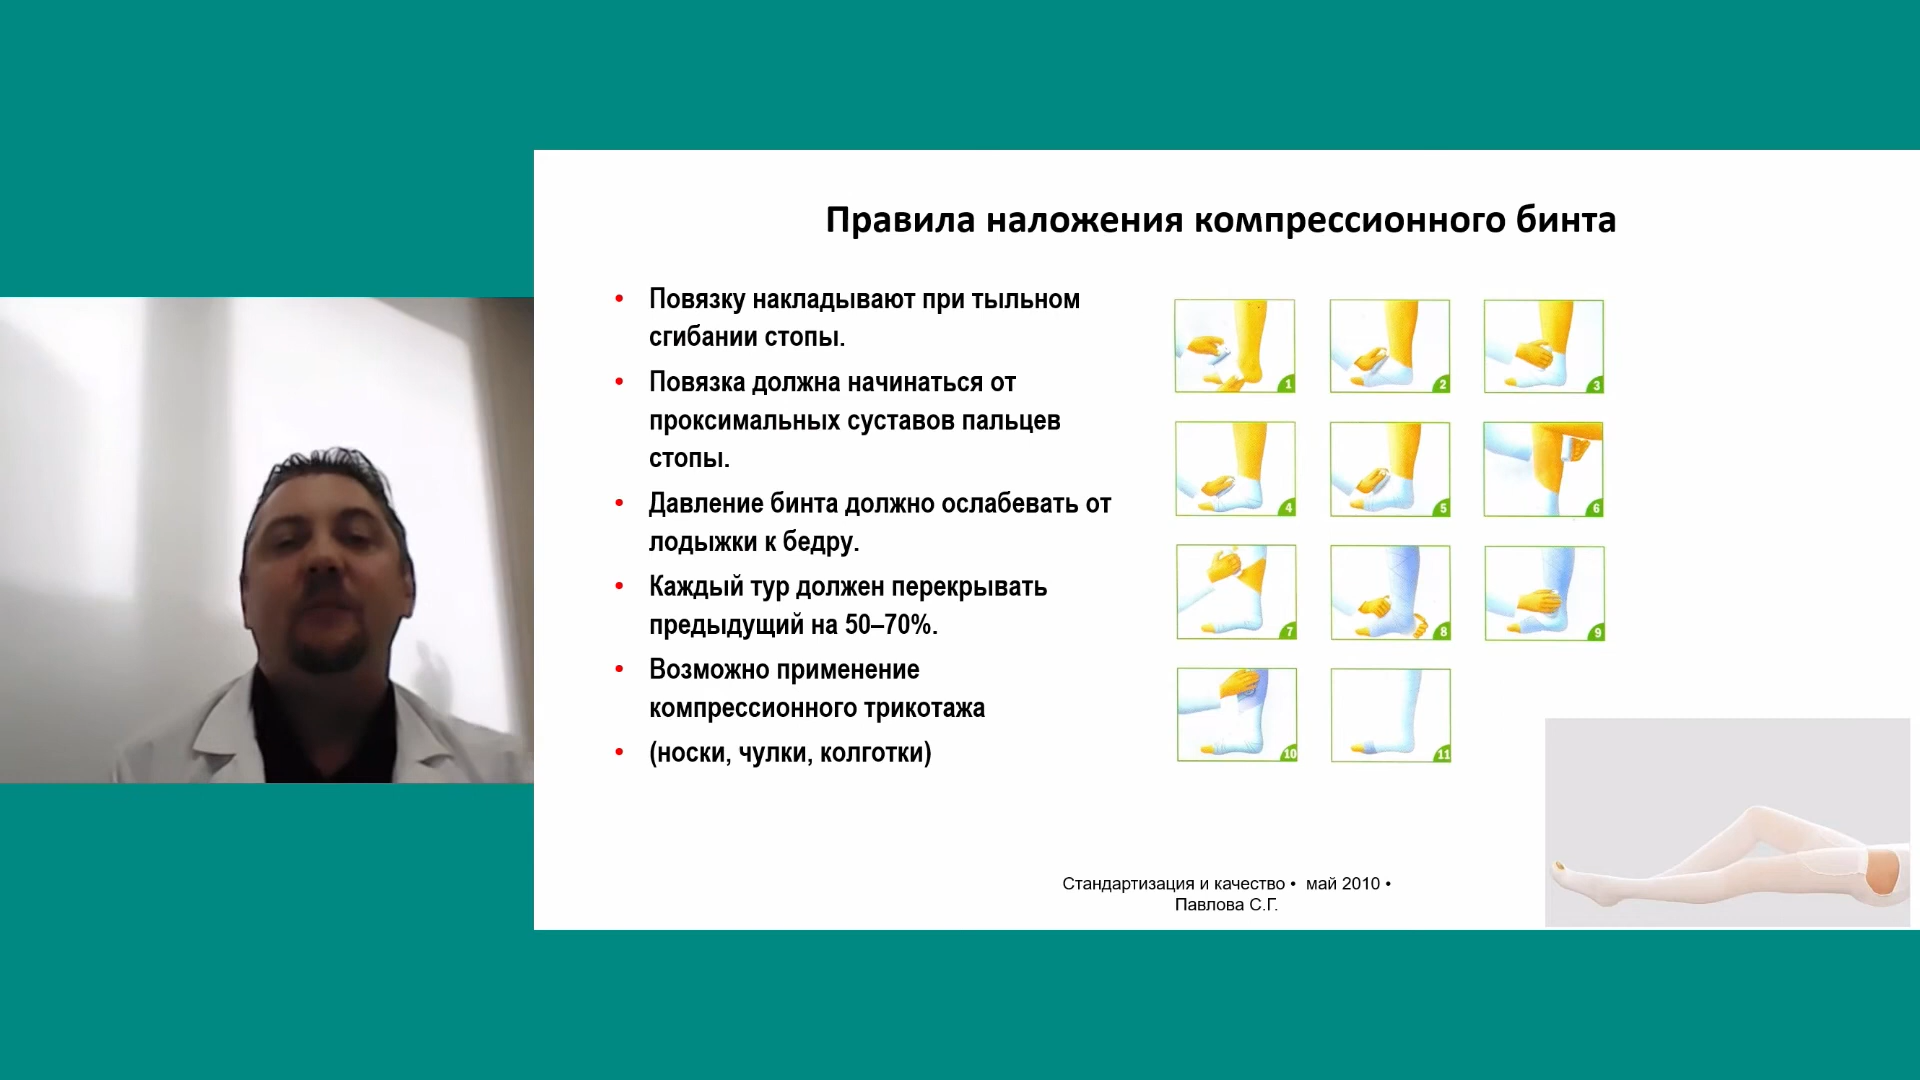 Правила наложения компрессионного бинта
• Повязку накладывают при тыльном
сгибании стопы.
• Повязка должна начинаться от
проксимальных суставов пальцев
стопы.
• Давление бинта должно ослабевать от
лодыжки к бедру.
• Каждый тур должен перекрывать
предыдущий на 50–70%.
• Возможно применение
компрессионного трикотажа
• (носки, чулки, колготки)
1 2 3
4 5 6
7 8 9
10 11
Стандартизация и качество • май 2010 •
Павлова С.Г.